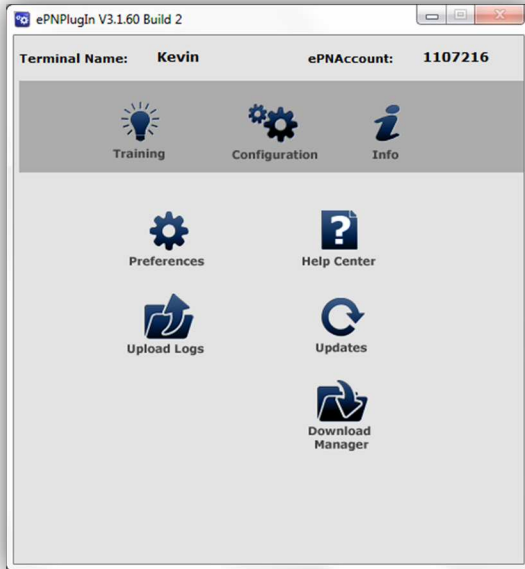 ePNPlugIn V3.1.60 Build 2
Terminal Name: Kevin ePNAccount: 1107216
Training Configuration Info
Preferences Help Center
Upload Logs Updates
Download
Manager